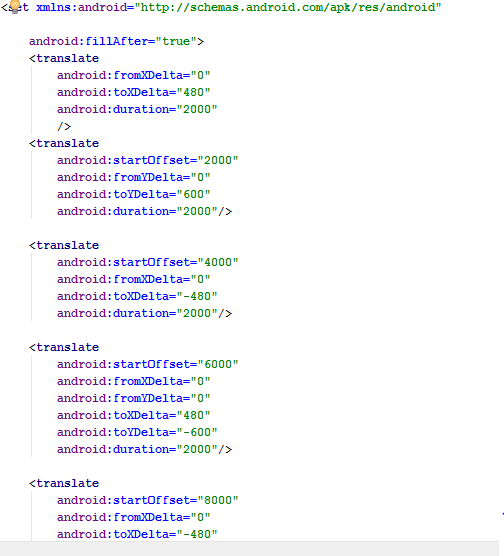 <set xmlns:android="http://schemas.android.com/apk/res/android"
android:fillAfter="true">
<translate
android:fromXDelta="0"
android:toXDelta="480"
android:duration="2000"
/>
<translate
android:startOffset="2000"
android:fromYDelta="0"
android:toYDelta="600"
android:duration="2000"/>
<translate
android:startOffset="4000"
android:fromXDelta="0"
android:toXDelta="-480"
android:duration="2000"/>
<translate
android:startOffset="6000"
android:fromXDelta="0"
android:fromYDelta="0"
android:toXDelta="480"
android:toYDelta="-600"
android:duration="2000"/>
<translate
android:startOffset="8000"
android:fromXDelta="0"
android:toXDelta="-480"